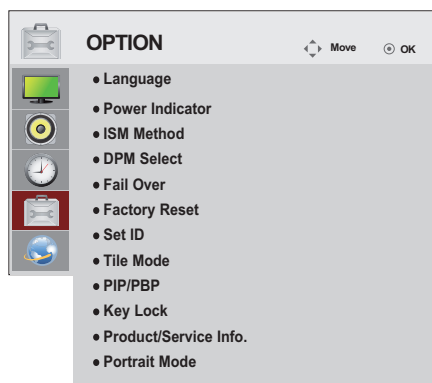 OPTION Move OK
• Language
• Power Indicator
• ISM Method
• DPM Select
• Fail Over
• Factory Reset
• Set ID
• Tile Mode
• PIP/PBP
• Key Lock
• Product/Service Info.
• Portrait Mode